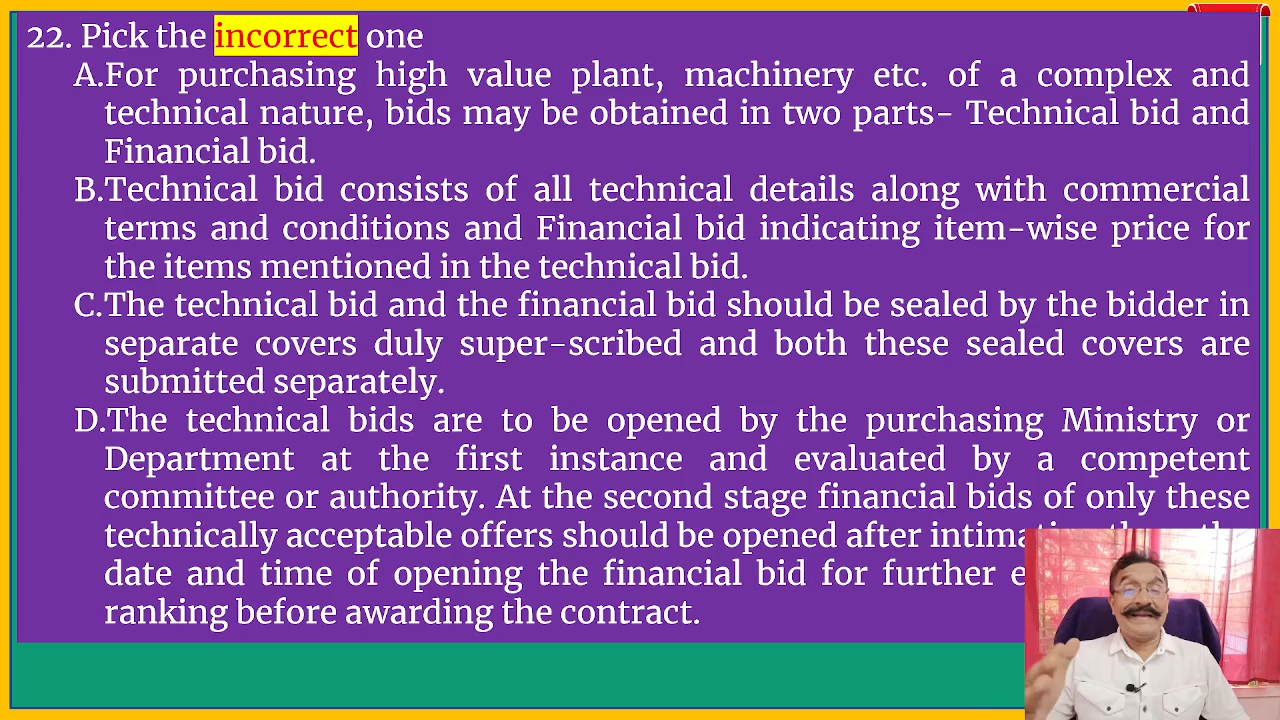 22. Pick the incorrect one
A.For purchasing high value plant, machinery etc. of a complex and
technical nature, bids may be obtained in two parts- Technical bid and
Financial bid.
B.Technical bid consists of all technical details along with commercial
terms and conditions and Financial bid indicating item-wise price for
the items mentioned in the technical bid.
C.The technical bid and the financial bid should be sealed by the bidder in
separate covers duly super-scribed and both these sealed covers are
submitted separately.
D.The technical bids are to be opened by the purchasing Ministry or
Department at the first instance and evaluated by a competent
committee or authority. At the second stage financial bids of only these
technically acceptable offers should be opened after
date and time of opening the financial bid for further
ranking before awarding the contract.